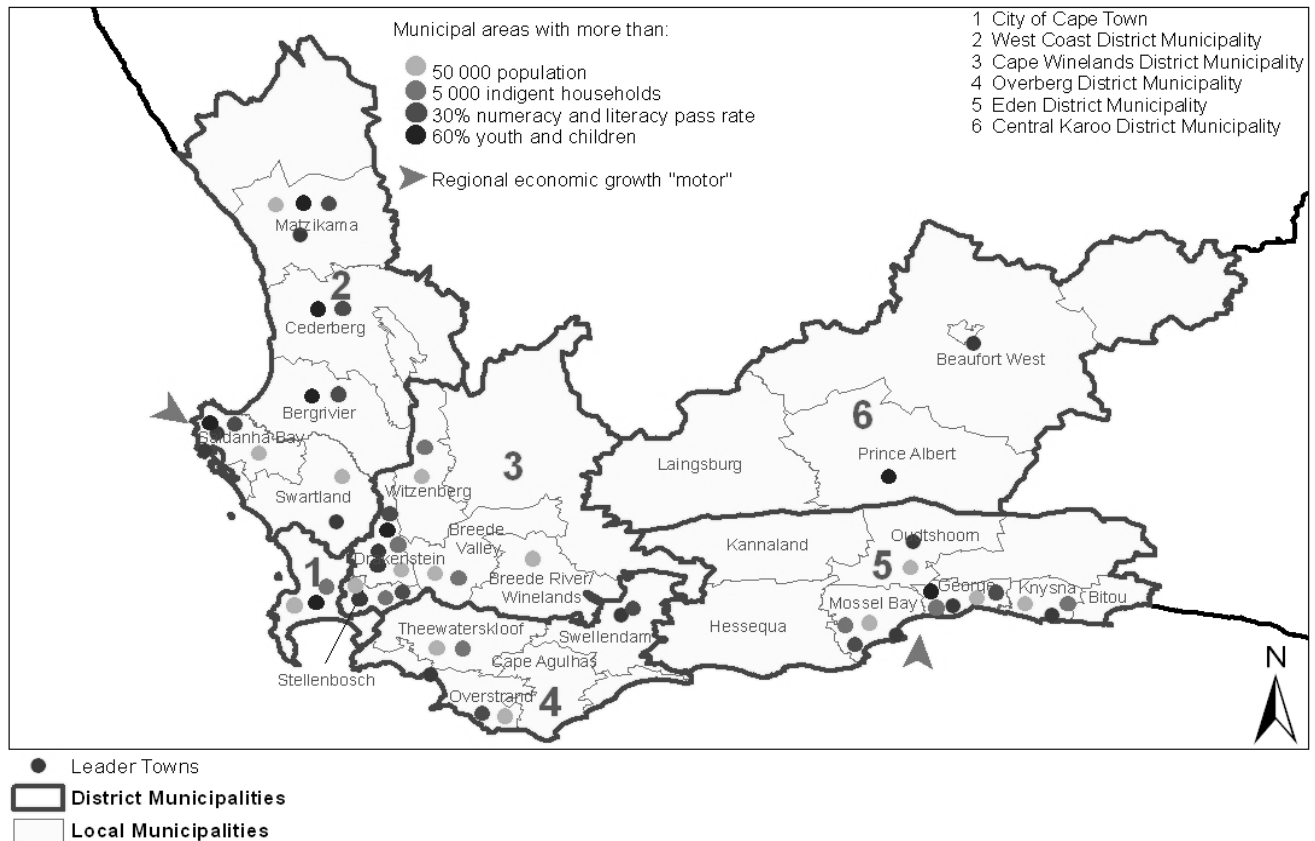 Municipal areas with more than:
50 000 population
5 000 indigent households
30% numeracy and literacy pass rate
60% youth and children
Regional economic growth "motor"
1 City of Cape Town
2 West Coast District Municipality
3 Cape Winelands District Municipality
4 Overberg District Municipality
5 Eden District Municipality
6 Central Karoo District Municipality
Matzikama
2
Cederberg
Bergrivier
Saldanha Bay
Swartland
Witzenberg
3
Breede
Valley
Drakenstein
Breede River/
Winelands
1
Stellenbosch
Theewaterskloof
Swellendam
Cape Agulhas
Overstrand
4
Beaufort West
6
Prince Albert
Laingsburg
Kannaland
Oudtshoorn
5
George
Knysna
Bitou
Mossel Bay
Hessequa
N
Leader Towns
District Municipalities
Local Municipalities